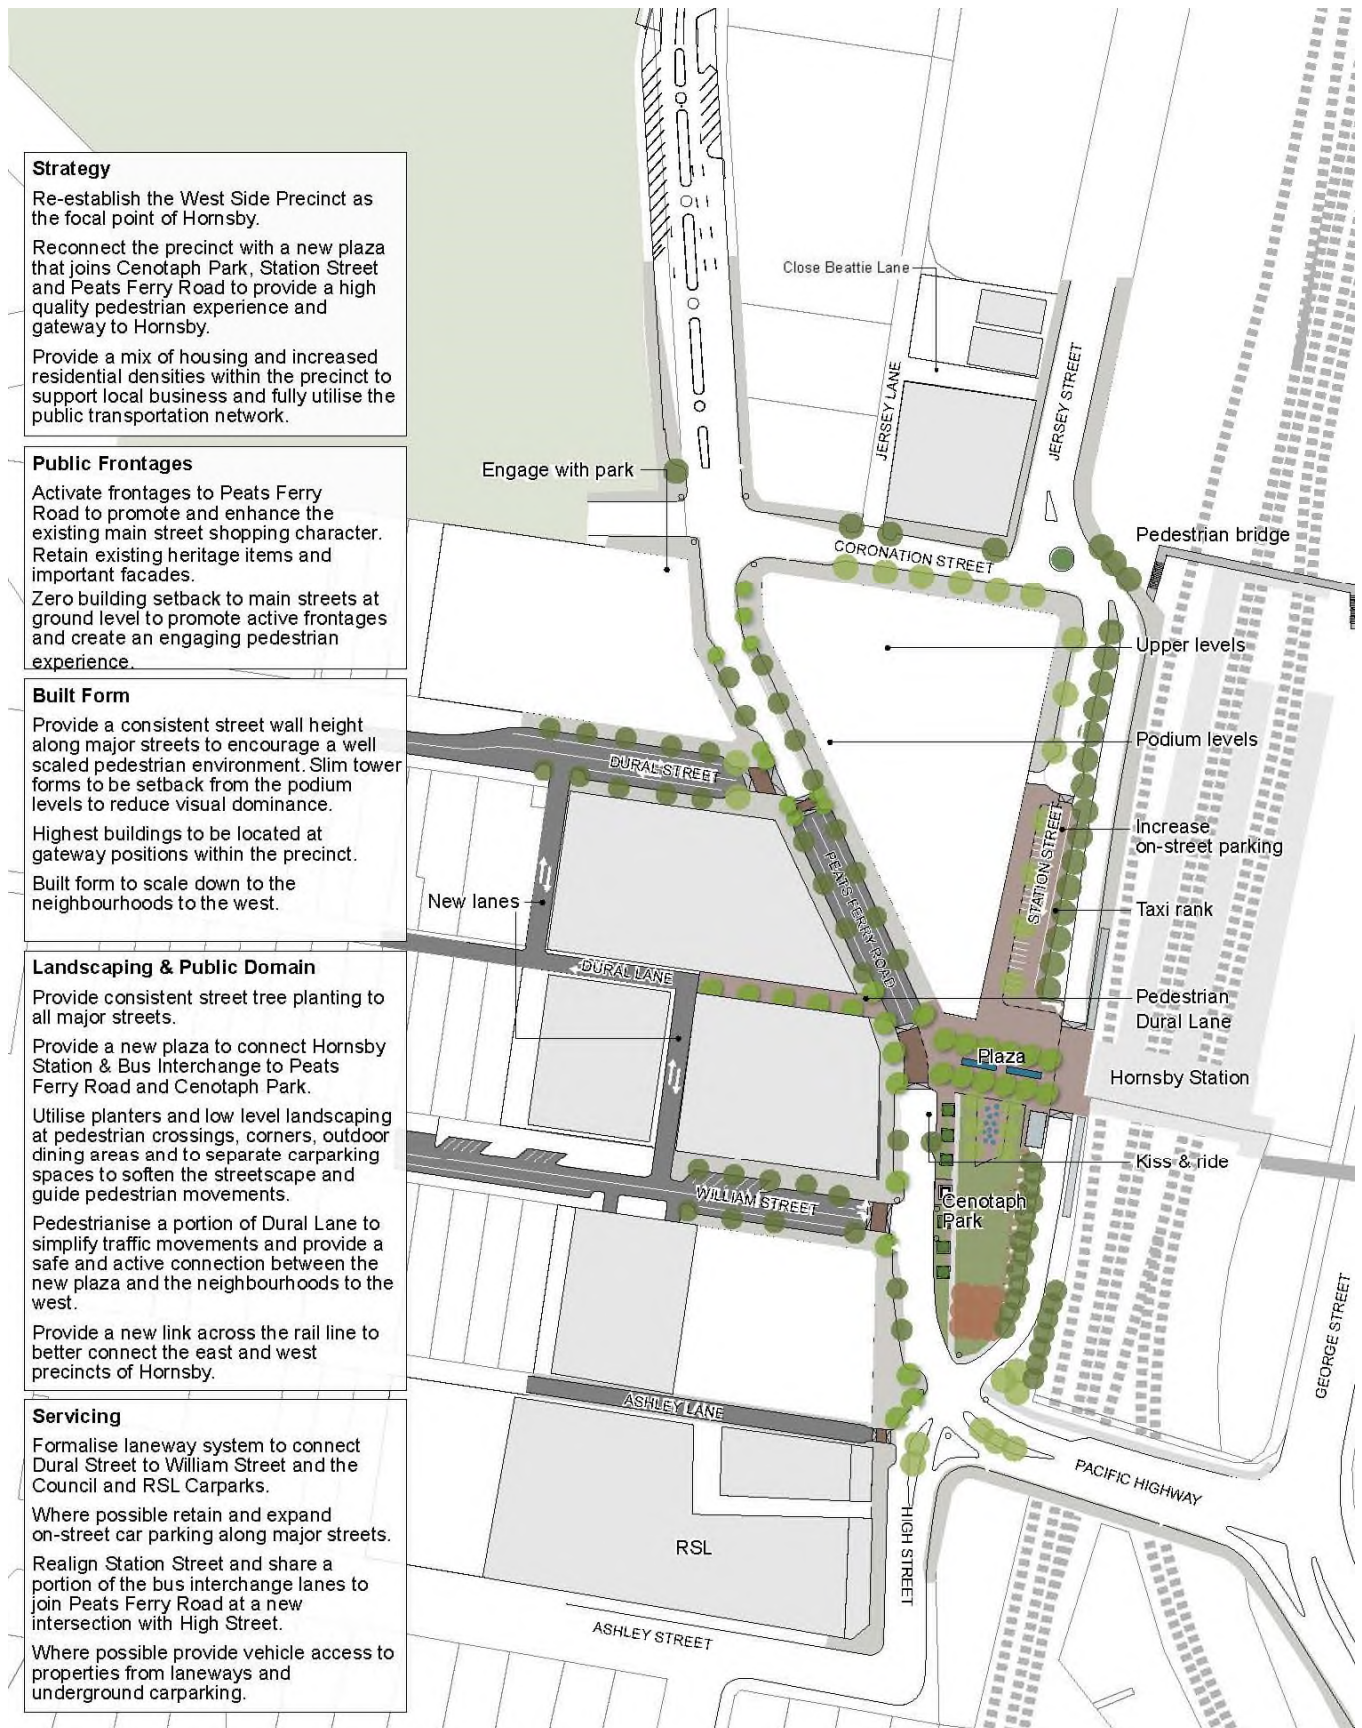 Strategy
Re-establish the West Side Precinct as
the focal point of Hornsby.
Reconnect the precinct with a new plaza
that joins Cenotaph Park, Station Street
and Peats Ferry Road to provide a high
quality pedestrian experience and
gateway to Hornsby.
Provide a mix of housing and increased
residential densities within the precinct to
support local business and fully utilise the
public transportation network.
Public Frontages
Activate frontages to Peats Ferry
Road to promote and enhance the
existing main street shopping character.
Retain existing heritage items and
important facades.
Zero building setback to main streets at
ground level to promote active frontages
and create an engaging pedestrian
experience.
Built Form
Provide a consistent street wall height
along major streets to encourage a well
scaled pedestrian environment. Slim tower
forms to be setback from the podium
levels to reduce visual dominance.
Highest buildings to be located at
gateway positions within the precinct.
Built form to scale down to the
neighbourhoods to the west.
Landscaping & Public Domain
Provide consistent street tree planting to
all major streets.
Provide a new plaza to connect Hornsby
Station & Bus Interchange to Peats
Ferry Road and Cenotaph Park.
Utilise planters and low level landscaping
at pedestrian crossings, corners, outdoor
dining areas and to separate carparking
spaces to soften the streetscape and
guide pedestrian movements.
Pedestrianise a portion of Dural Lane to
simplify traffic movements and provide a
safe and active connection between the
new plaza and the neighbourhoods to the
west.
Provide a new link across the rail line to
better connect the east and west
precincts of Hornsby.
Servicing
Formalise laneway system to connect
Dural Street to William Street and the
Council and RSL Carparks.
Where possible retain and expand
on-street car parking along major streets.
Realign Station Street and share a
portion of the bus interchange lanes to
join Peats Ferry Road at a new
intersection with High Street.
Where possible provide vehicle access to
properties from laneways and
underground carparking.
Close Beattie Lane
JERSEY LANE
JERSEY STREET
Engage with park
CORONATION STREET
Pedestrian bridge
Upper levels
Podium levels
DURAL STREET
PEATS FERRY ROAD
STATION STREET
Increase
on-street parking
New lanes
Taxi rank
DURAL LANE
Pedestrian
Dural Lane
Plaza
Hornsby Station
Kiss & ride
WILLIAM STREET
Cenotaph
Park
GEORGE STREET
ASHLEY LANE
PACIFIC HIGHWAY
HIGH STREET
RSL
ASHLEY STREET